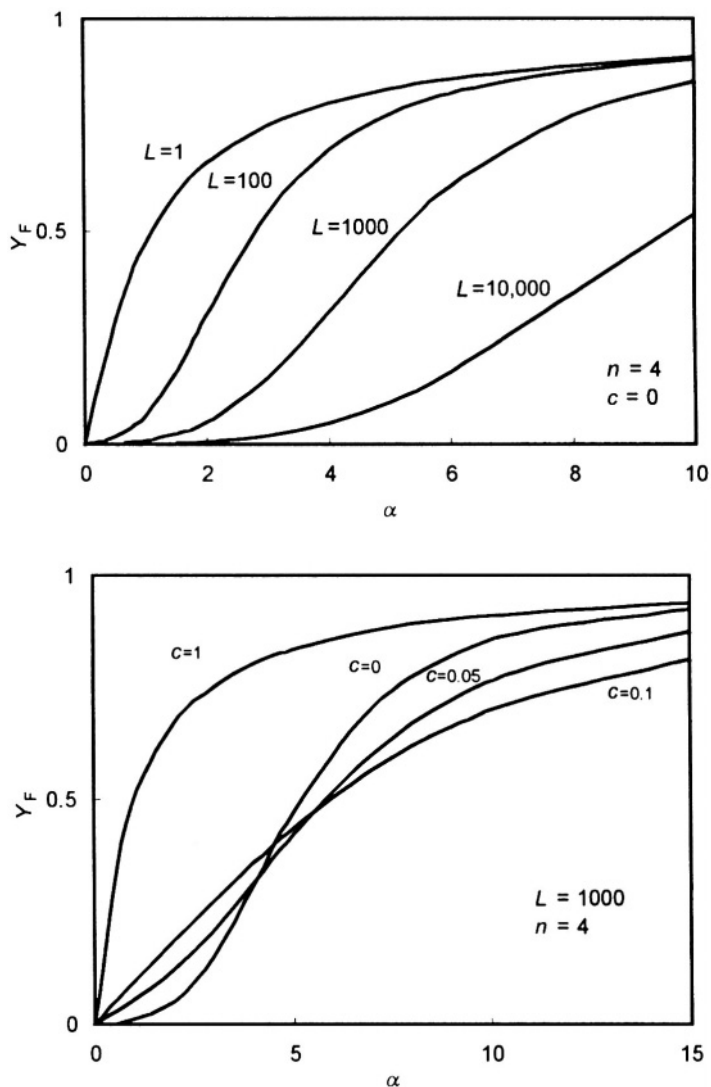 1
L=1
L=100
0.5
Y_F
L=1000
L=10,000
n = 4
c = 0
0
0 2 4 6 8 10
α
1
c=1
c=0
c=0.05
c=0.1
0.5
Y_F
L = 1000
n = 4
0
0 5 10 15
α